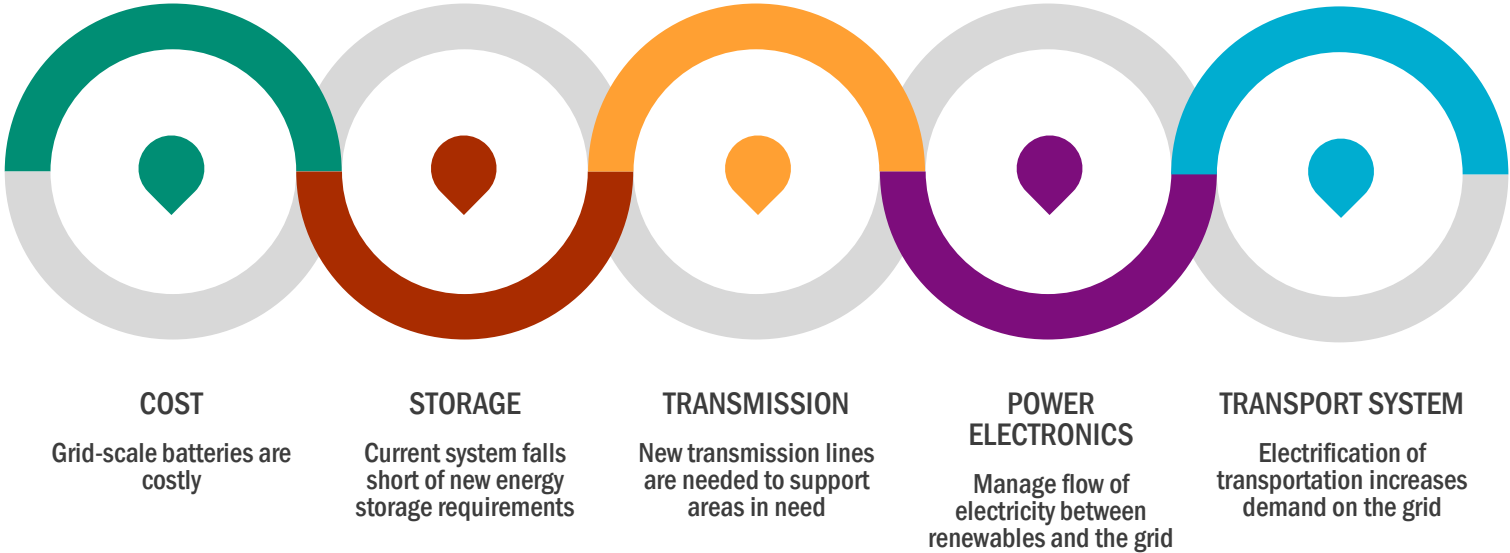 COST
Grid-scale batteries are
costly
STORAGE
Current system falls
short of new energy
storage requirements
TRANSMISSION
New transmission lines
are needed to support
areas in need
POWER
ELECTRONICS
Manage flow of
electricity between
renewables and the grid
TRANSPORT SYSTEM
Electrification of
transportation increases
demand on the grid